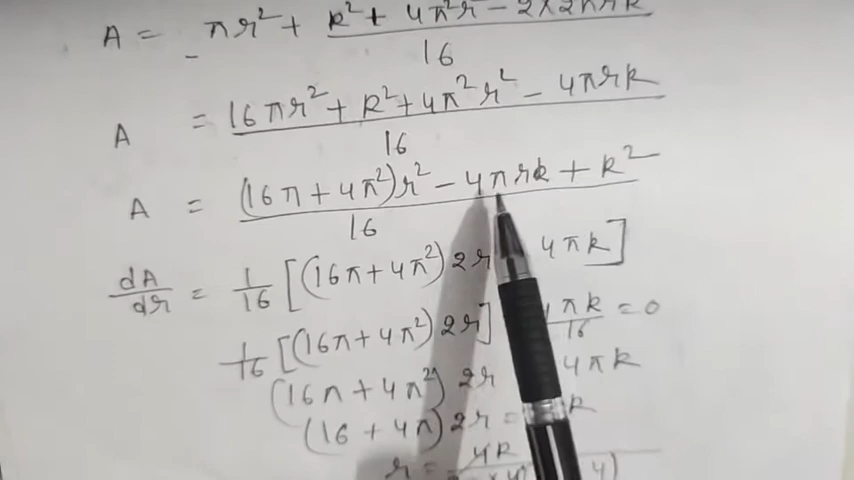 A = πr² + k² + 4π²r² - 2×2πrk
16
A = 16πr² + k² + 4π²r² - 4πrk
16
A = (16π + 4π²)r² - 4πrk + k²
16
dA/dr = 1/16 [(16π + 4π²) 2r 4πk]
1/16 [(16π + 4π²) 2r] 4πk/16 = 0
(16π + 4π²) 2r 4πk
(16 + 4π) 2r = k
r = 4k